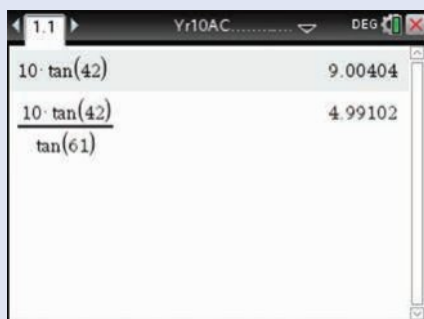 1.1 Yr10AC............ DEG
10·tan(42) 9.00404
10·tan(42) 4.99102
tan(61)